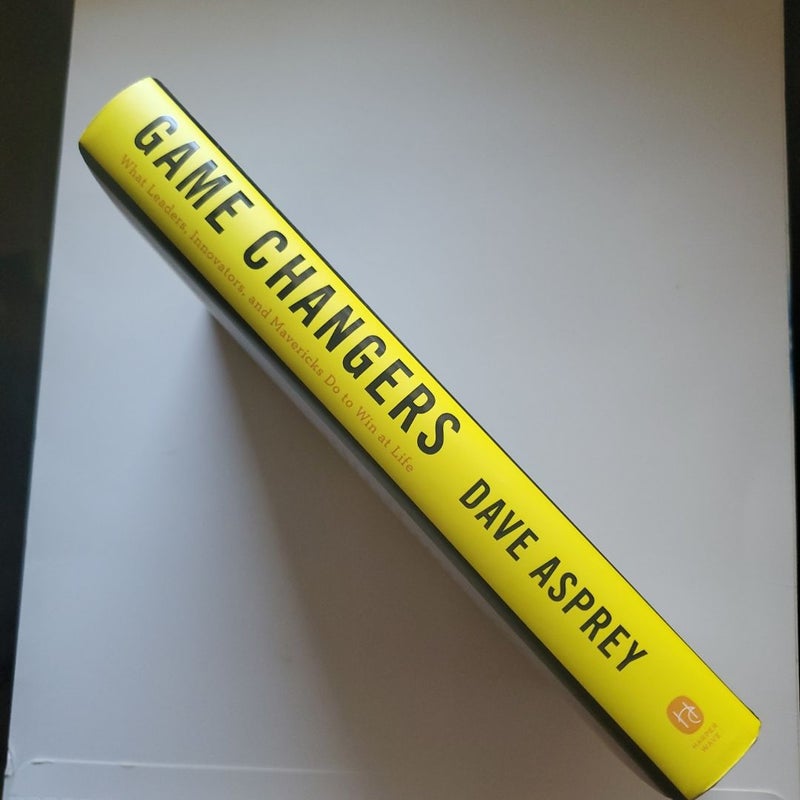 GAME CHANGERS
What Leaders, Innovators, and Mavericks Do to Win at Life
DAVE ASPREY
HARPER
WAVE